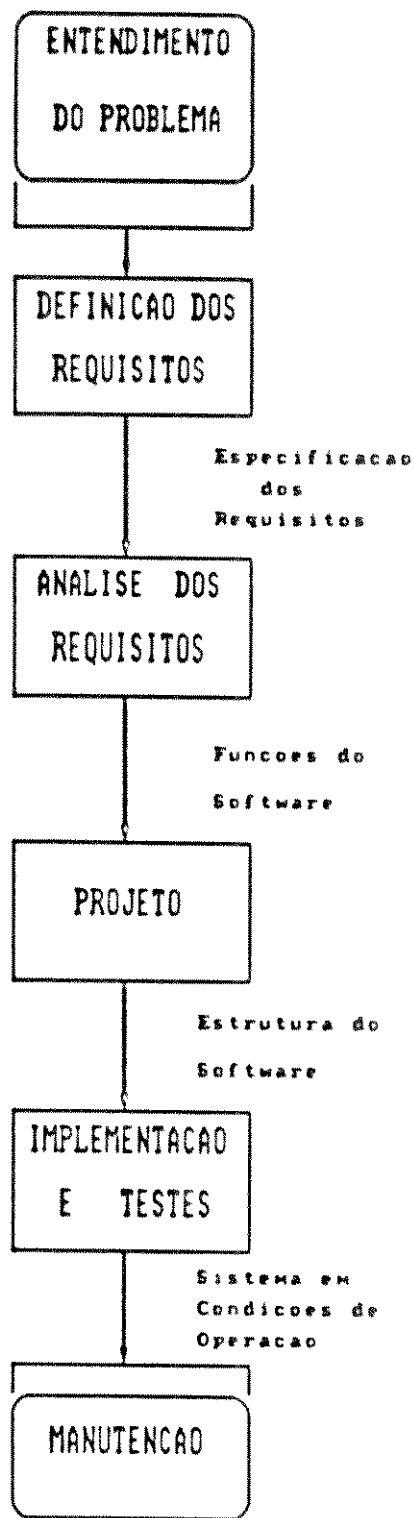 ENTENDIMENTO
DO PROBLEMA
DEFINICAO DOS
REQUISITOS
Especificacao
dos
Requisitos
ANALISE DOS
REQUISITOS
Funcoes do
Software
PROJETO
Estrutura do
Software
IMPLEMENTACAO
E TESTES
Sistema em
Condicoes de
Operacao
MANUTENCAO